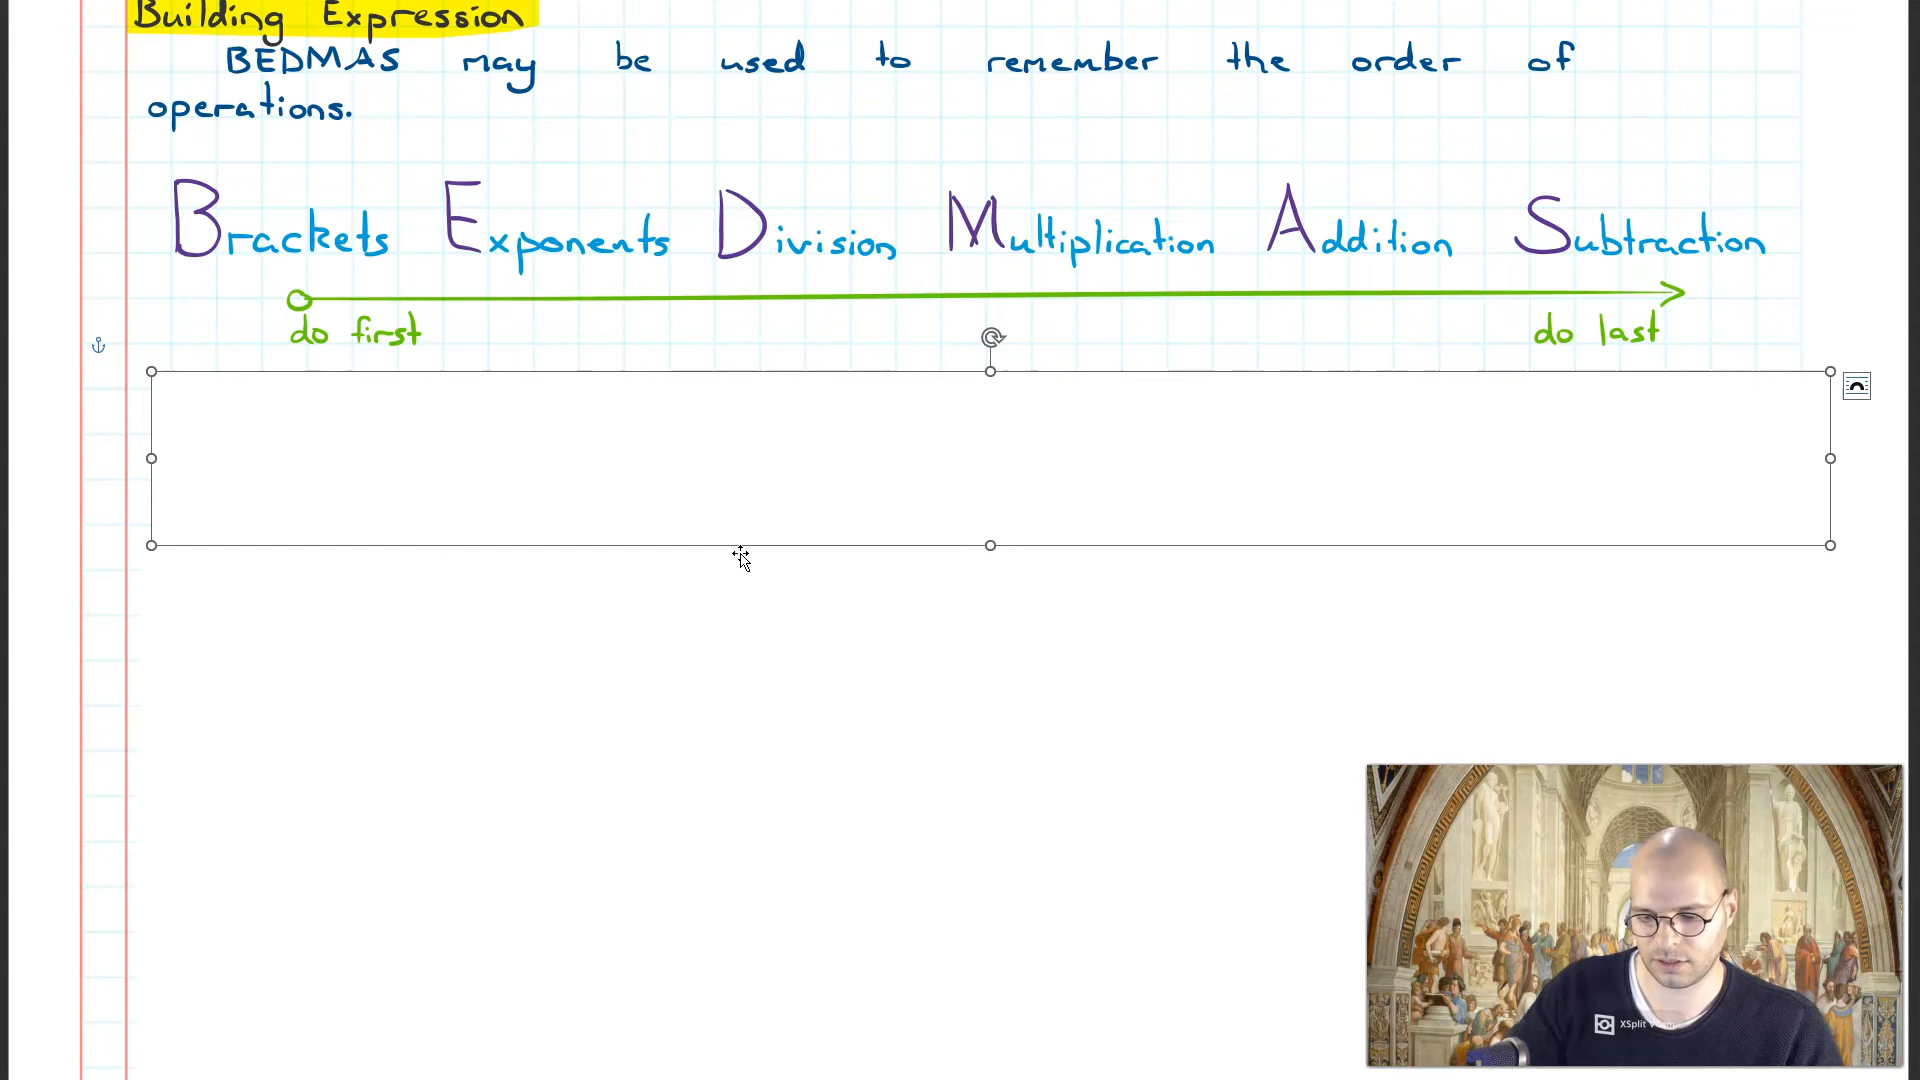 Building Expression
BEDMAS may be used to remember the order of
operations.
Brackets Exponents Division Multiplication Addition Subtraction
do first do last
XSplit